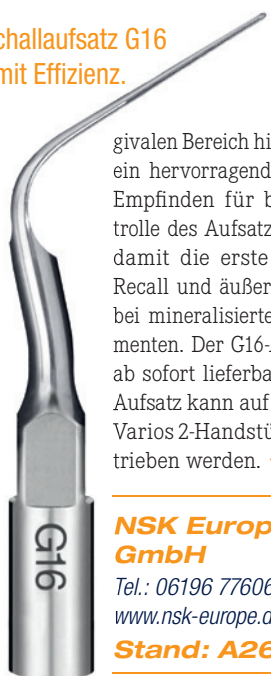 challaufsatz G16
mit Effizienz.
givalen Bereich hi
ein hervorragend
Empfinden für b
trolle des Aufsatz
damit die erste
Recall und äußer
bei mineralisierte
menten. Der G16-
ab sofort lieferba
Aufsatz kann auf
Varios 2-Handstü
trieben werden.
G16
NSK Europ
GmbH
Tel.: 06196 77606
www.nsk-europe.d
Stand: A26